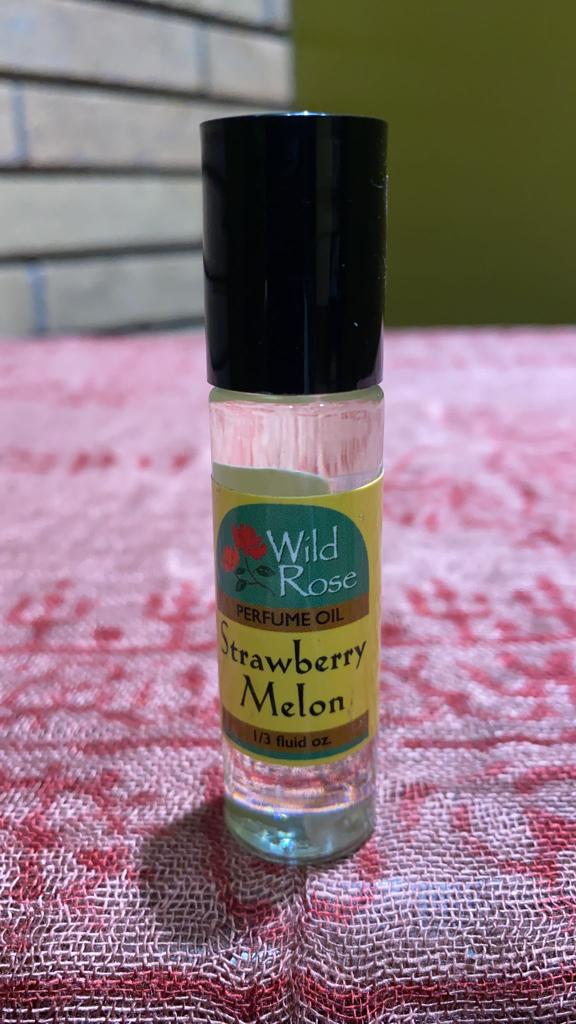 Wild
Rose
PERFUME OIL
Strawberry
Melon
1/3 fluid oz.